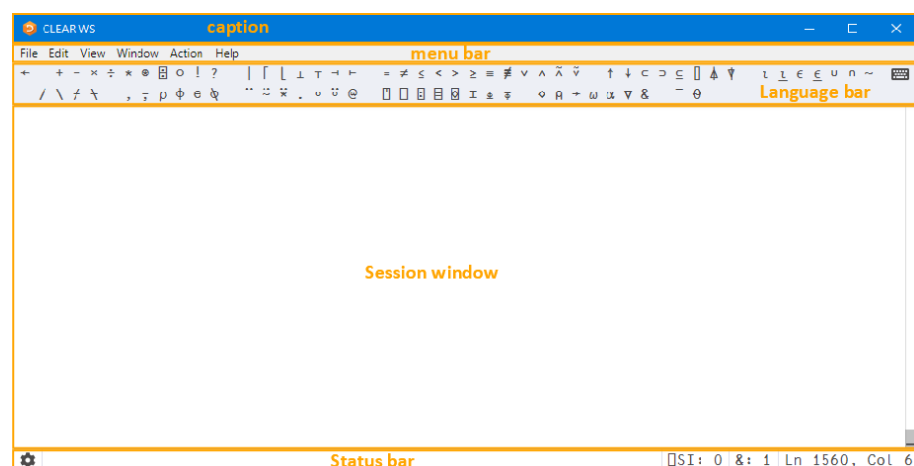 CLEAR WS caption
File Edit View Window Action Help menu bar
← + - × ÷ * ⍟ ⌹ ○ ! ? | ⌈ ⌊ ⊥ ⊤ ⊣ ⊢ = ≠ ≤ < > ≥ ≡ ≢ ∨ ∧ ⍲ ⍱ ↑ ↓ ⊂ ⊃ ⊆ ⌷ ⍋ ⍒ ⍳ ⍸ ∊ ⍷ ∪ ∩ ~
/ \ ⌿ ⍀ , ⍪ ⍴ ⌽ ⊖ ⍉ ¨ ⍨ ⍣ . ∘ ⍤ @ ⍞ ⎕ ⍠ ⌸ ⌺ ⌶ ⍎ ⍕ ⋄ ⍝ → ⍵ ⍺ ∇ & ¯ ⍬ Language bar
Session window
Status bar ⎕SI: 0 &: 1 Ln 1560, Col 6